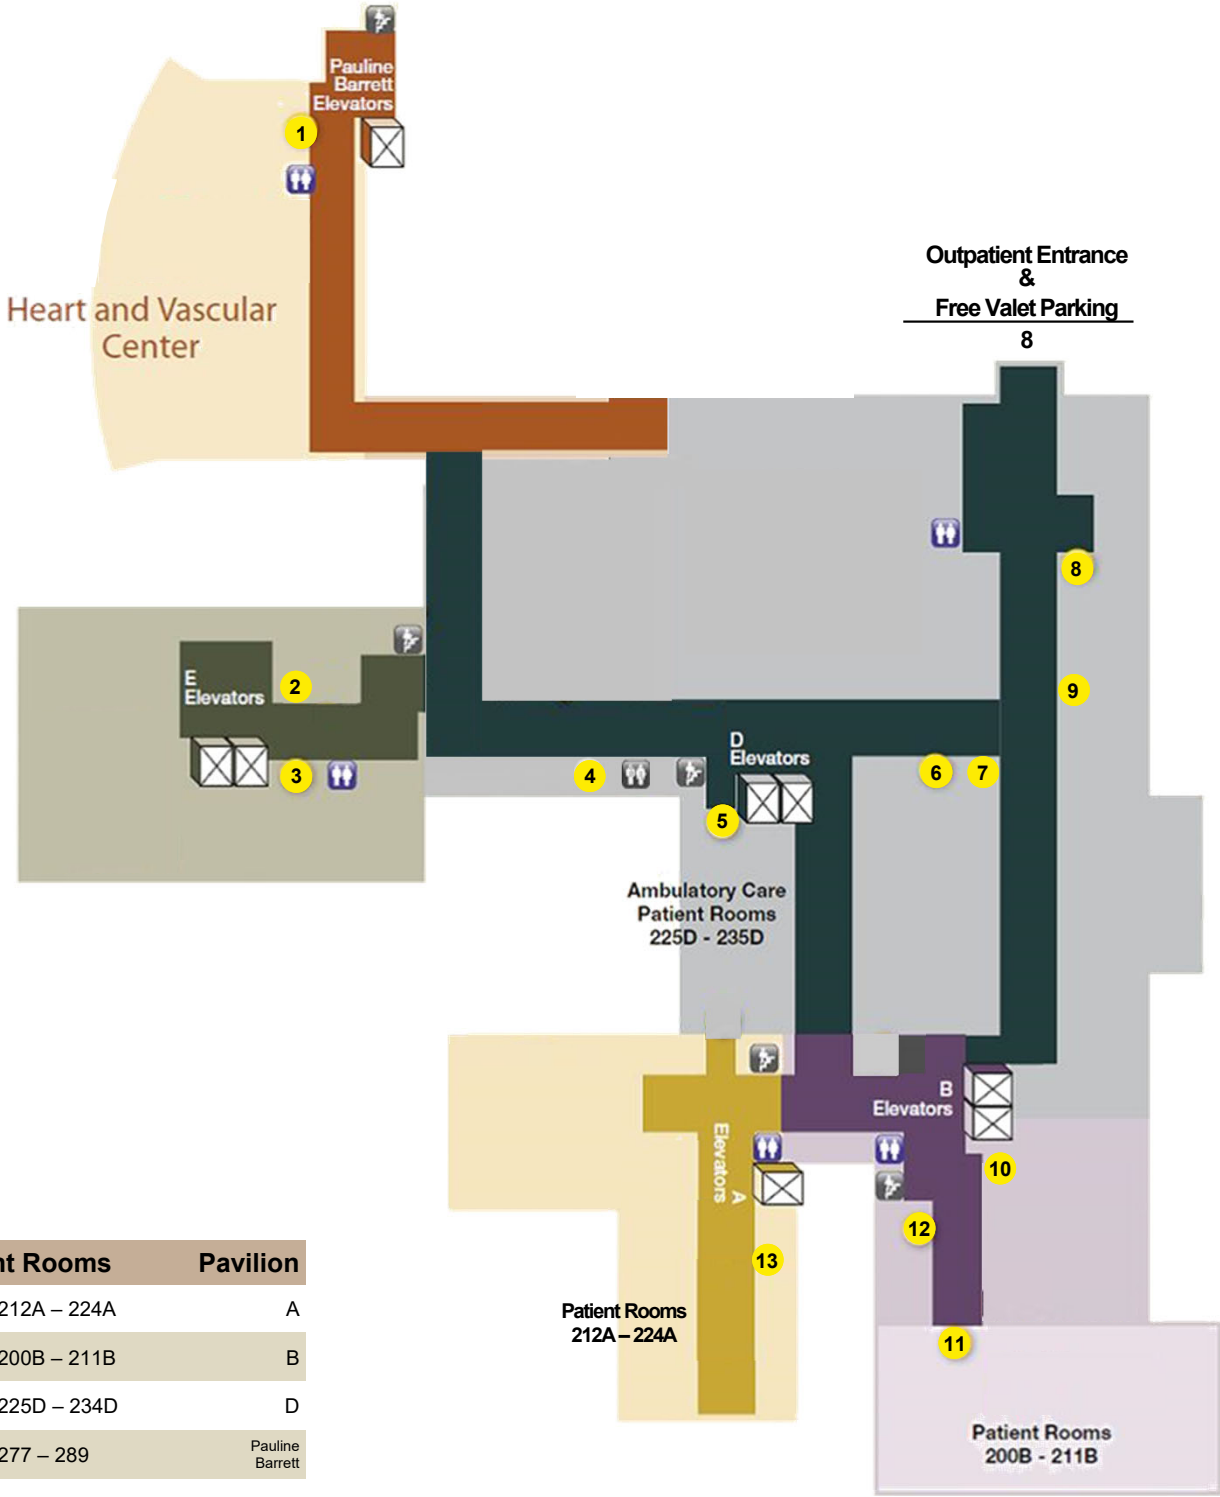 Pauline
Barrett
Elevators
1
Heart and Vascular
Center
Outpatient Entrance
&
Free Valet Parking
8
8
E
Elevators
2
9
3
D
Elevators
4
6
7
5
Ambulatory Care
Patient Rooms
225D - 235D
B
Elevators
A
Elevators
10
12
13
Patient Rooms
212A – 224A
11
Patient Rooms
200B - 211B
nt Rooms Pavilion
212A – 224A A
200B – 211B B
225D – 234D D
277 – 289 Pauline
Barrett